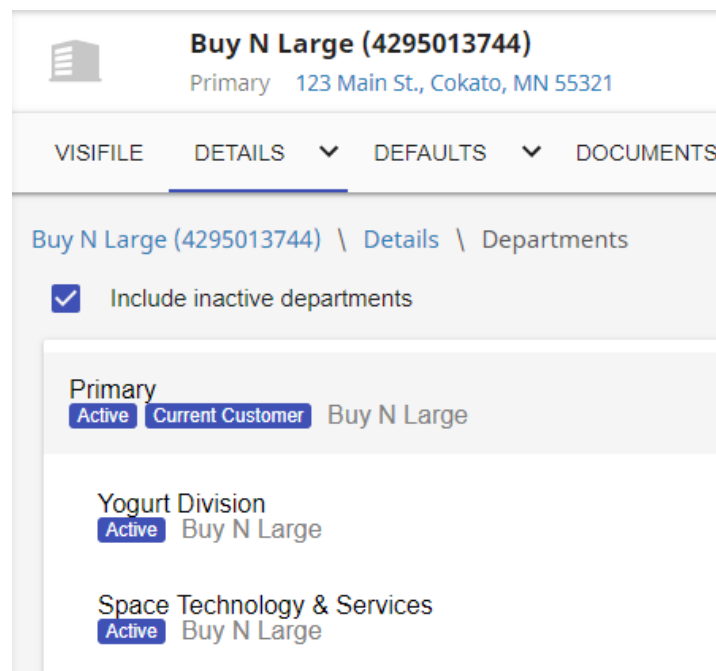 Buy N Large (4295013744)
Primary 123 Main St., Cokato, MN 55321
VISIFILE DETAILS DEFAULTS DOCUMENTS
Buy N Large (4295013744) \ Details \ Departments
Include inactive departments
Primary
Active Current Customer Buy N Large
Yogurt Division
Active Buy N Large
Space Technology & Services
Active Buy N Large